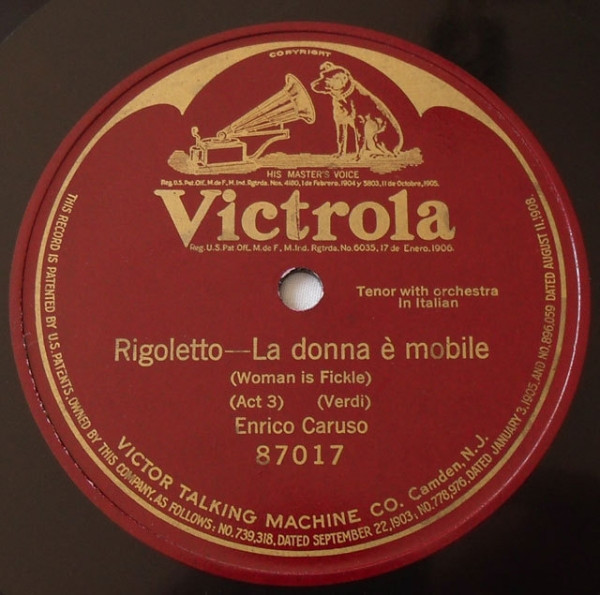 COPYRIGHT
HIS MASTER'S VOICE
Reg.U.S.Pat.Off., M.de F., M.Ind. Rgtrda. Nos. 4180, 1 de Febrero, 1904 y 5803, 11 de Octubre, 1905.
Victrola
Reg. U.S. Pat Off., M. de F., M.Ind. Rgtrda. No. 6035, 17 de Enero, 1906.
Tenor with orchestra
In Italian
Rigoletto—La donna è mobile
(Woman is Fickle)
(Act 3) (Verdi)
Enrico Caruso
87017
VICTOR TALKING MACHINE CO. Camden, N.J.
THIS RECORD IS PATENTED BY U.S. PATENTS, OWNED BY THIS COMPANY, AS FOLLOWS: NO. 739,318, DATED SEPTEMBER 22, 1903, NO. 778,976, DATED JANUARY 3, 1905, AND NO. 896,059 DATED AUGUST 11, 1908.